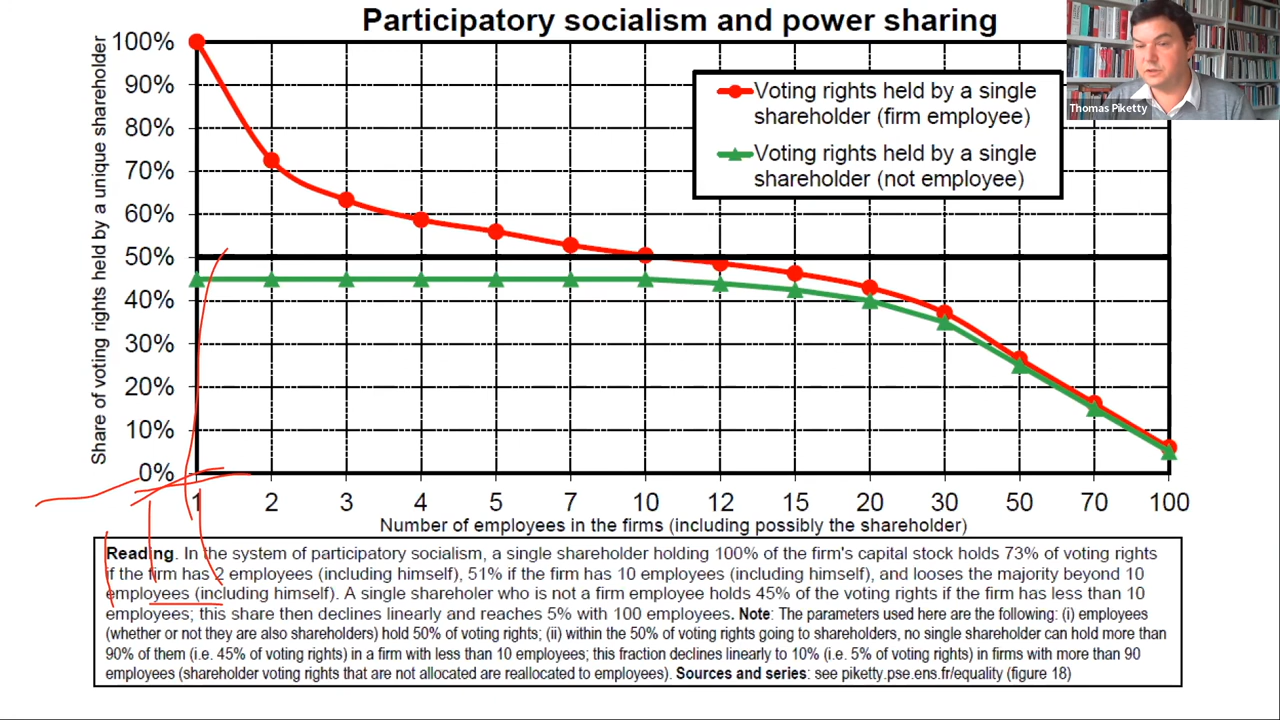 Participatory socialism and power sharing
Thomas Piketty
Share of voting rights held by a unique shareholder
100%
90%
80%
70%
60%
50%
40%
30%
20%
10%
0%
Voting rights held by a single
shareholder (firm employee)
Voting rights held by a single
shareholder (not employee)
1 2 3 4 5 7 10 12 15 20 30 50 70 100
Number of employees in the firms (including possibly the shareholder)
Reading. In the system of participatory socialism, a single shareholder holding 100% of the firm's capital stock holds 73% of voting rights
if the firm has 2 employees (including himself), 51% if the firm has 10 employees (including himself), and looses the majority beyond 10
employees (including himself). A single shareholer who is not a firm employee holds 45% of the voting rights if the firm has less than 10
employees; this share then declines linearly and reaches 5% with 100 employees. Note: The parameters used here are the following: (i) employees
(whether or not they are also shareholders) hold 50% of voting rights; (ii) within the 50% of voting rights going to shareholders, no single shareholder can hold more than
90% of them (i.e. 45% of voting rights) in a firm with less than 10 employees; this fraction declines linearly to 10% (i.e. 5% of voting rights) in firms with more than 90
employees (shareholder voting rights that are not allocated are reallocated to employees). Sources and series: see piketty.pse.ens.fr/equality (figure 18)